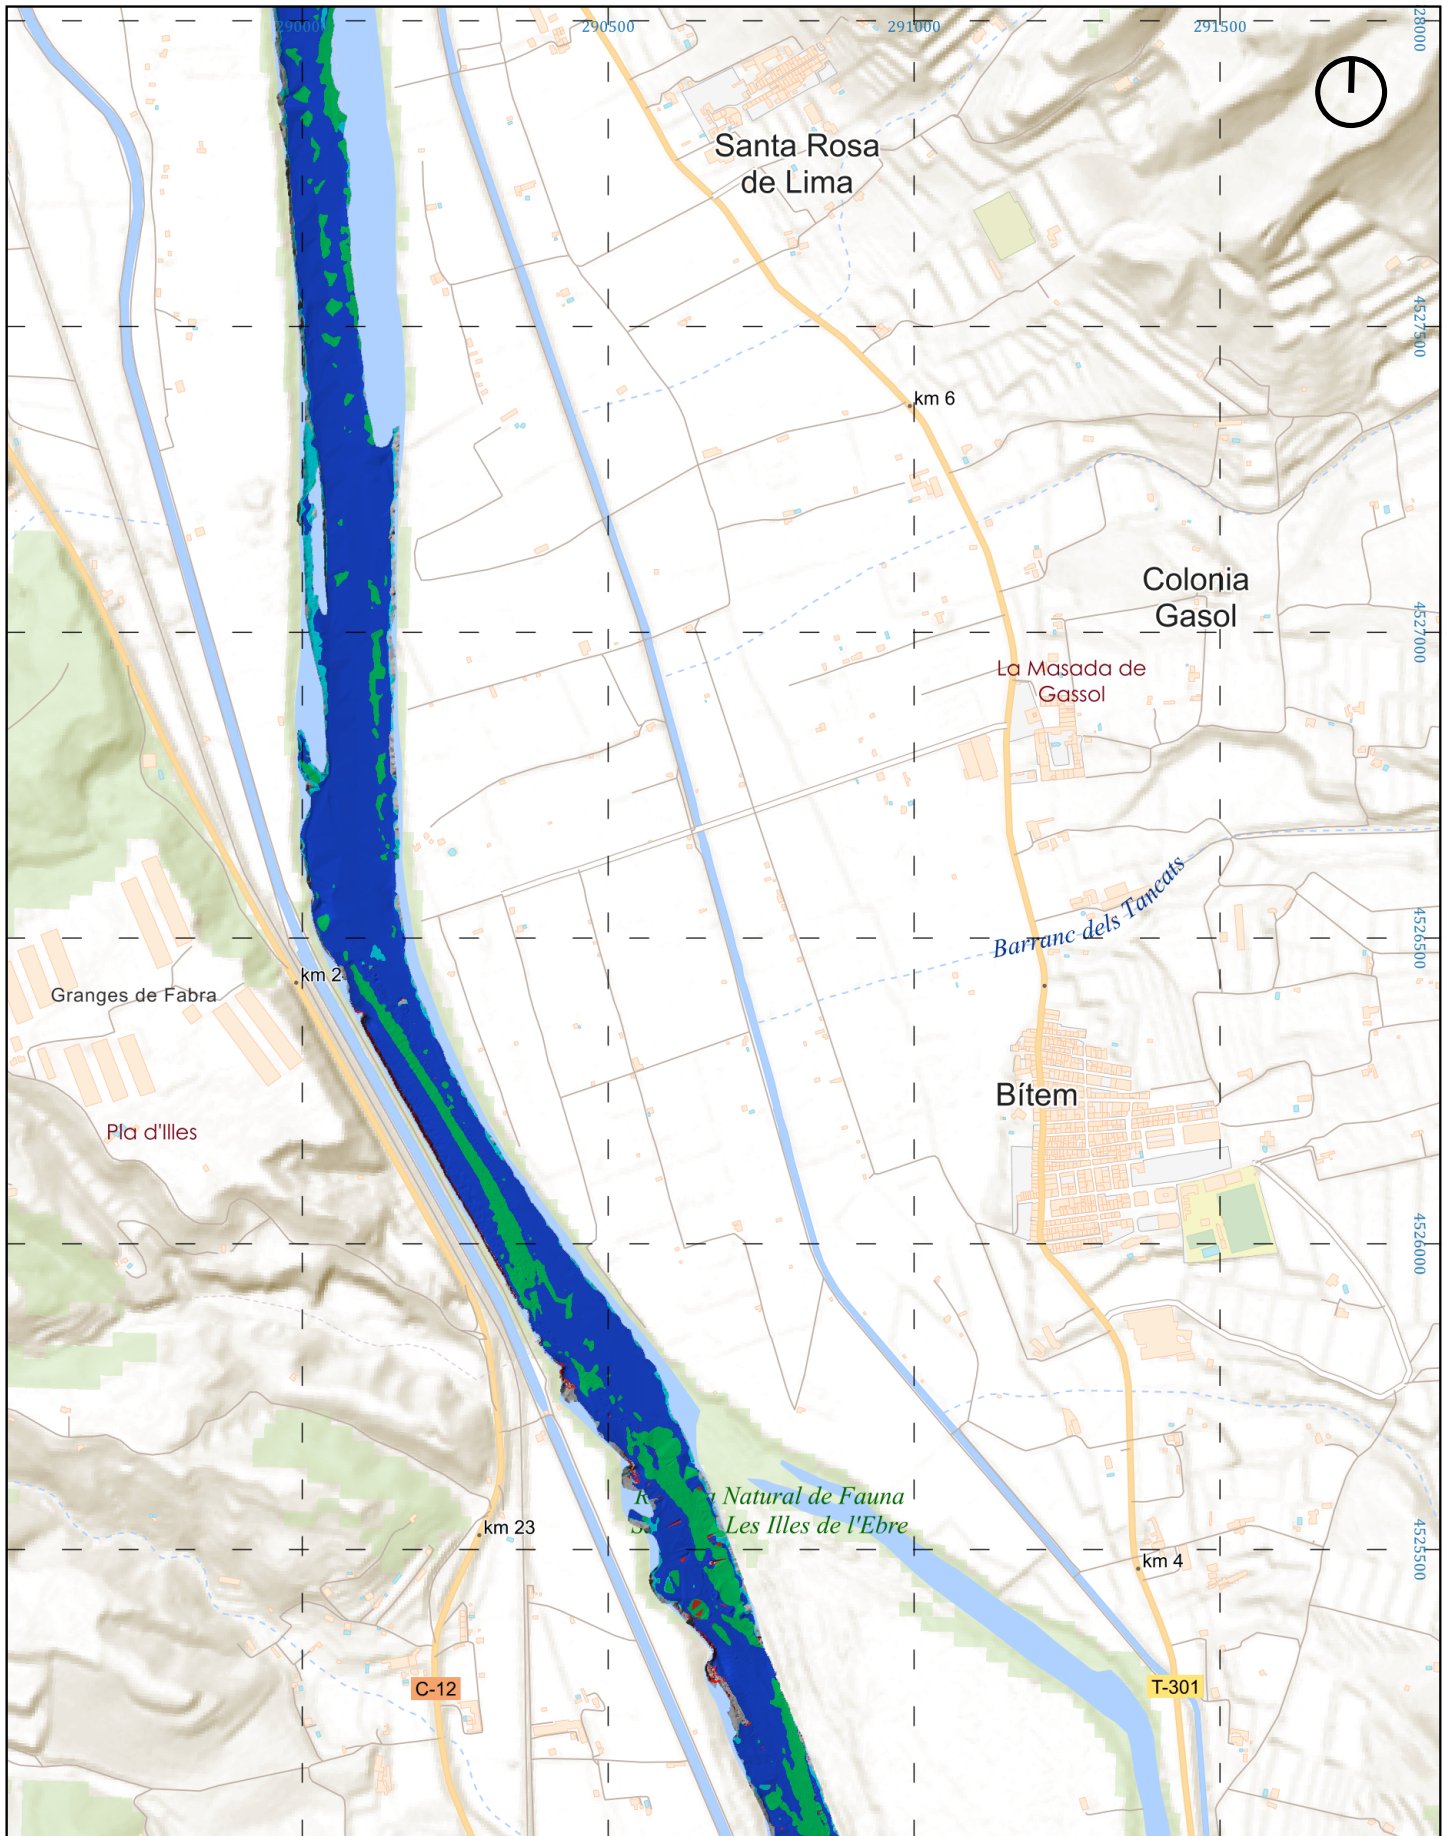 290000
290500
291000
291500
28000
Santa Rosa
de Lima
4527500
km 6
Colonia
Gasol
4527000
La Masada de
Gassol
Barranc dels Tancats
4526500
km 2
Granges de Fabra
Bítem
Pla d'Illes
4526000
Natural de Fauna
Les Illes de l'Ebre
km 23
4525500
km 4
C-12
T-301